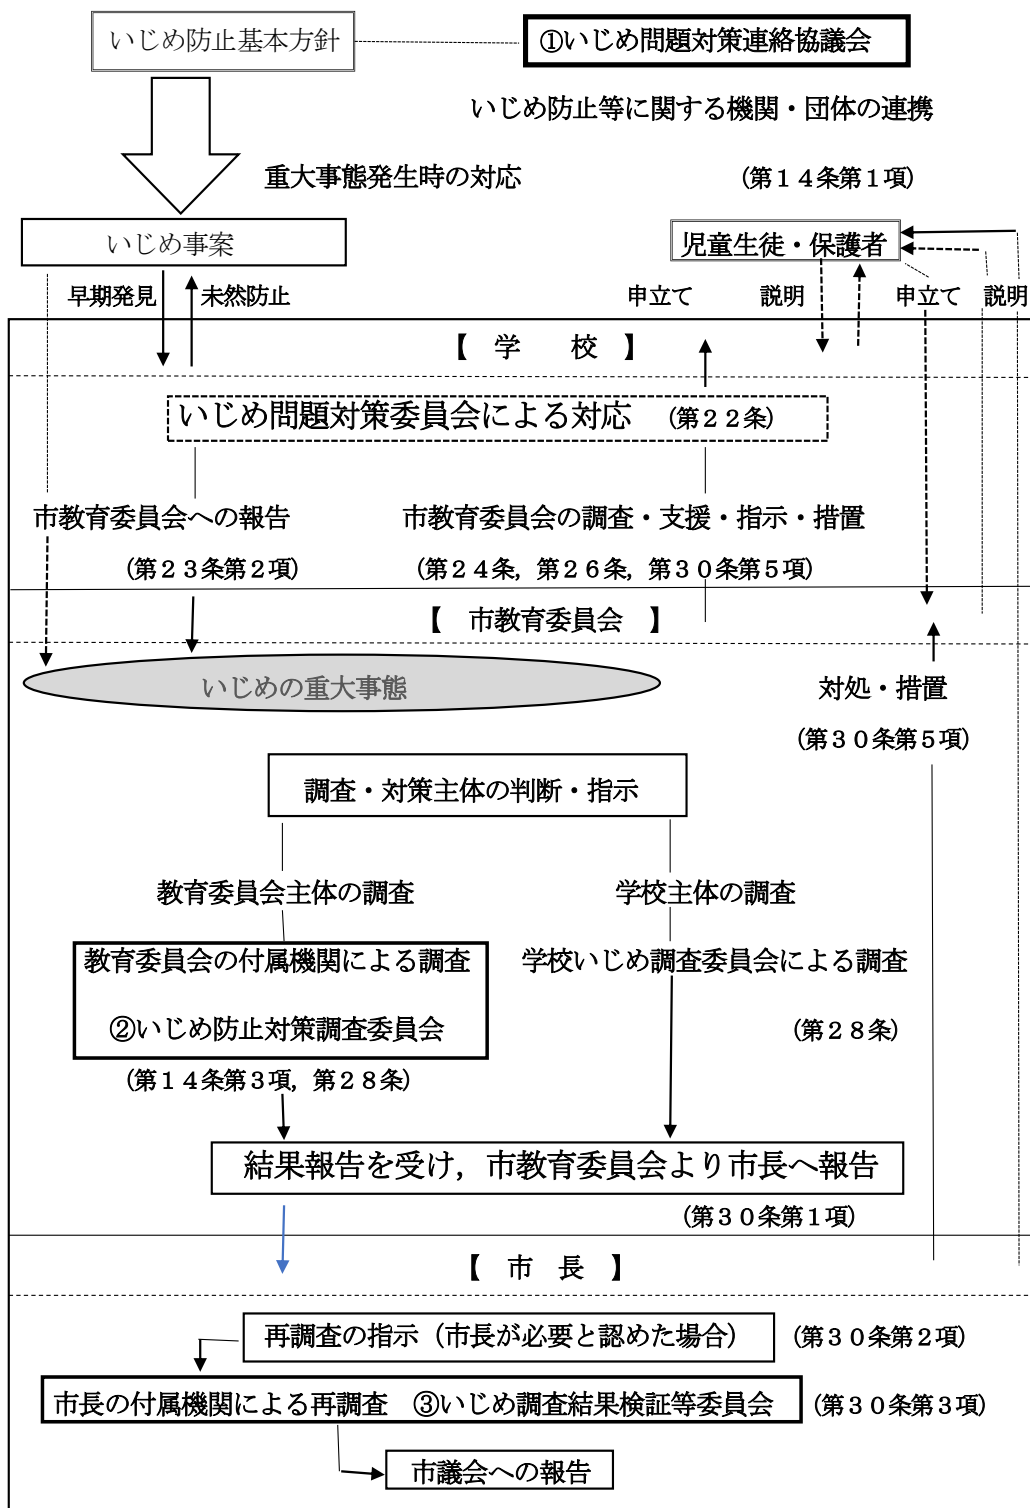 いじめ防止基本方針
①いじめ問題対策連絡協議会
いじめ防止等に関する機関・団体の連携
重大事態発生時の対応
(第１４条第１項)
いじめ事案
児童生徒・保護者
早期発見
未然防止
申立て
説明
申立て
説明
【　学　　校　】
いじめ問題対策委員会による対応　(第２２条)
市教育委員会への報告
市教育委員会の調査・支援・指示・措置
(第２３条第２項)
(第２４条，第２６条，第３０条第５項)
【　市教育委員会　】
いじめの重大事態
対処・措置
(第３０条第５項)
調査・対策主体の判断・指示
教育委員会主体の調査
学校主体の調査
教育委員会の付属機関による調査
学校いじめ調査委員会による調査
②いじめ防止対策調査委員会
(第２８条)
(第１４条第３項，第２８条)
結果報告を受け，市教育委員会より市長へ報告
(第３０条第１項)
【　市　長　】
再調査の指示（市長が必要と認めた場合）
(第３０条第２項)
市長の付属機関による再調査　③いじめ調査結果検証等委員会
(第３０条第３項)
市議会への報告